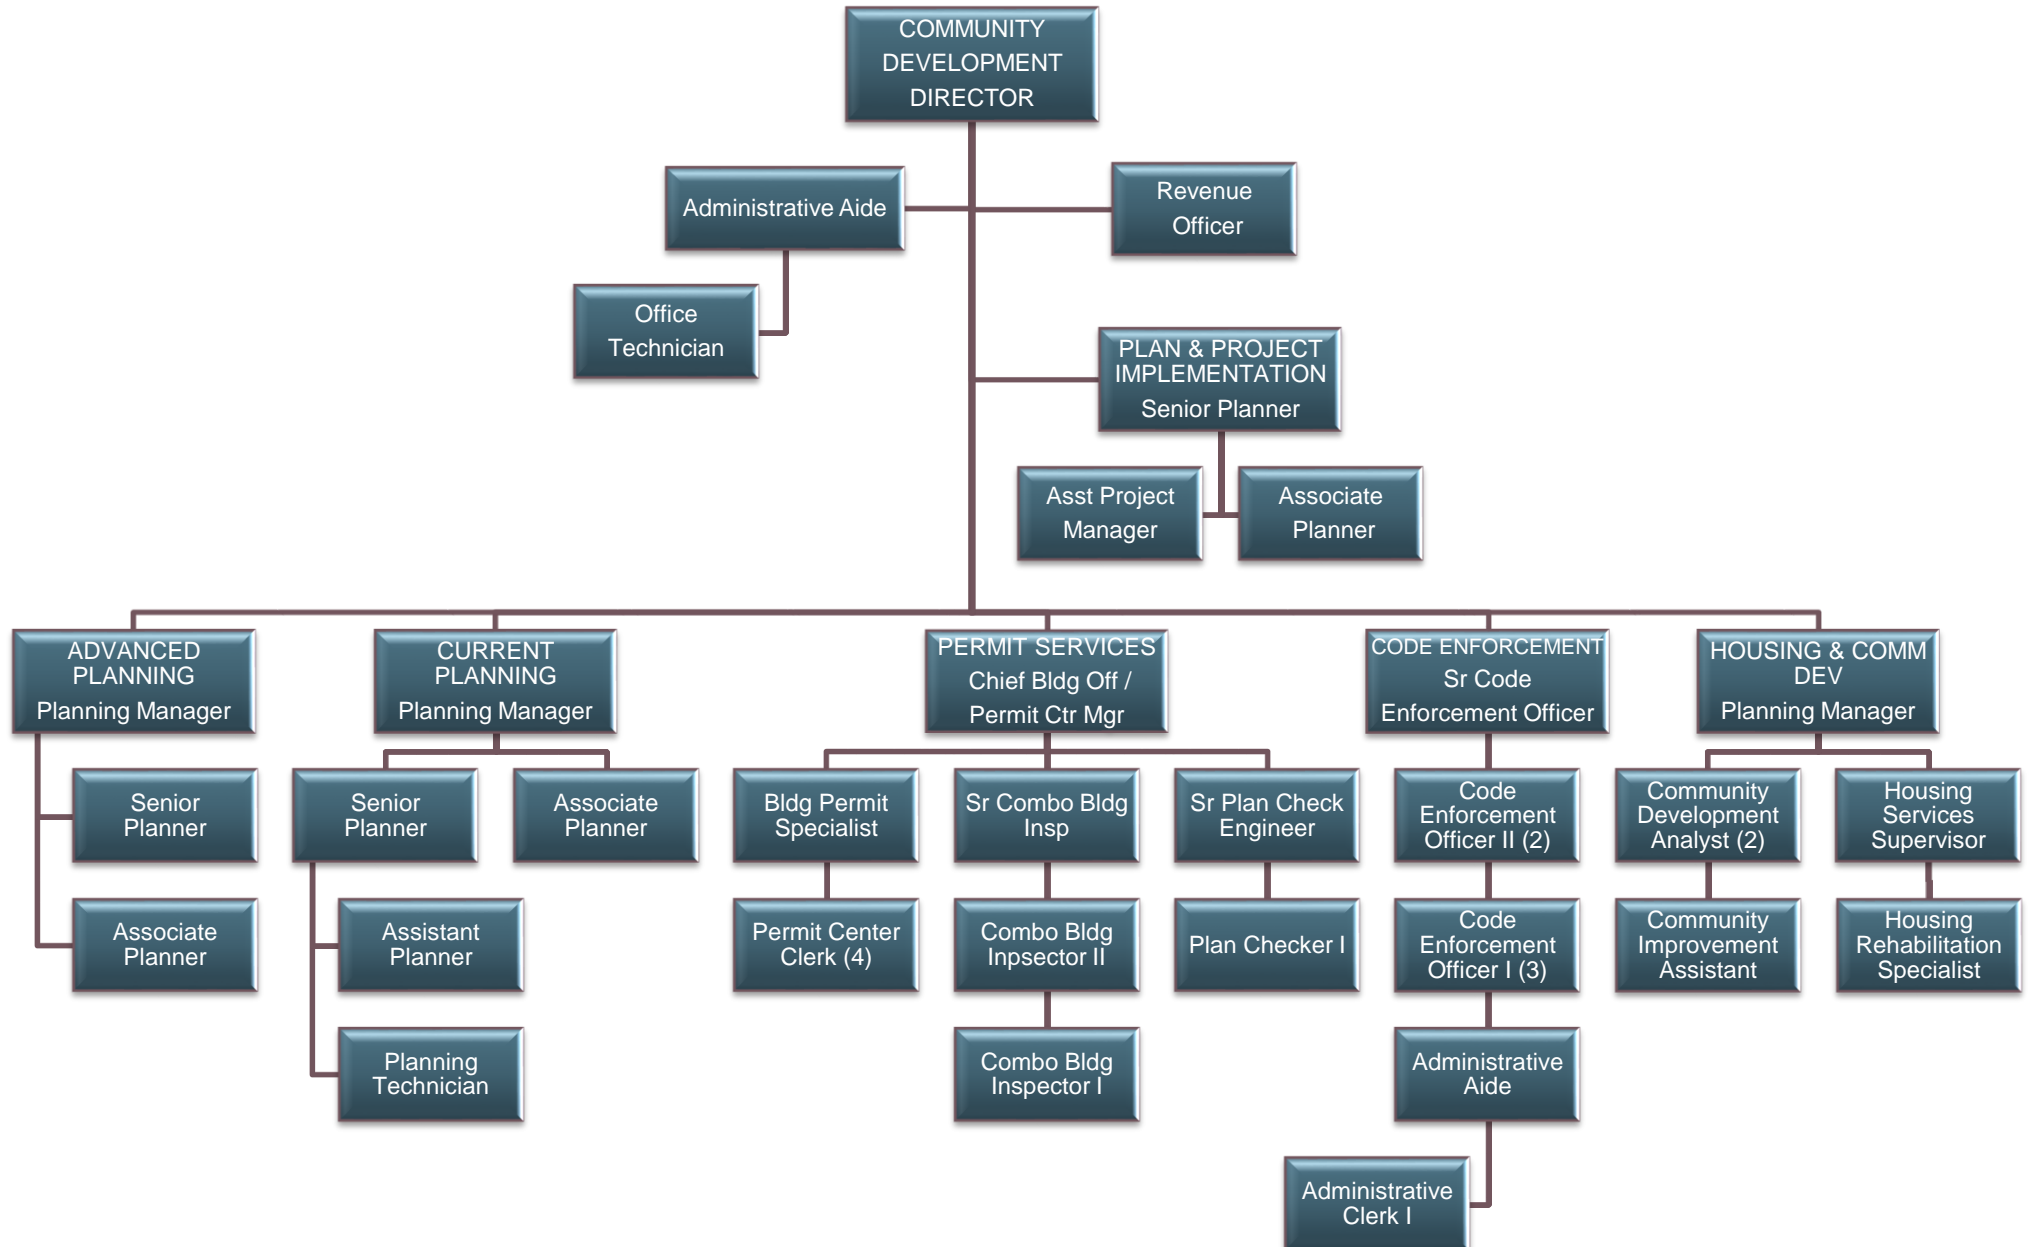 COMMUNITY
DEVELOPMENT
DIRECTOR
Administrative Aide
Revenue
Officer
Office
Technician
PLAN & PROJECT
IMPLEMENTATION
Senior Planner
Asst Project
Manager
Associate
Planner
ADVANCED
PLANNING
Planning Manager
CURRENT
PLANNING
Planning Manager
PERMIT SERVICES
Chief Bldg Off /
Permit Ctr Mgr
CODE ENFORCEMENT
Sr Code
Enforcement Officer
HOUSING & COMM
DEV
Planning Manager
Senior
Planner
Senior
Planner
Associate
Planner
Bldg Permit
Specialist
Sr Combo Bldg
Insp
Sr Plan Check
Engineer
Code
Enforcement
Officer II (2)
Community
Development
Analyst (2)
Housing
Services
Supervisor
Associate
Planner
Assistant
Planner
Permit Center
Clerk (4)
Combo Bldg
Inpsector II
Plan Checker I
Code
Enforcement
Officer I (3)
Community
Improvement
Assistant
Housing
Rehabilitation
Specialist
Planning
Technician
Combo Bldg
Inspector I
Administrative
Aide
Administrative
Clerk I